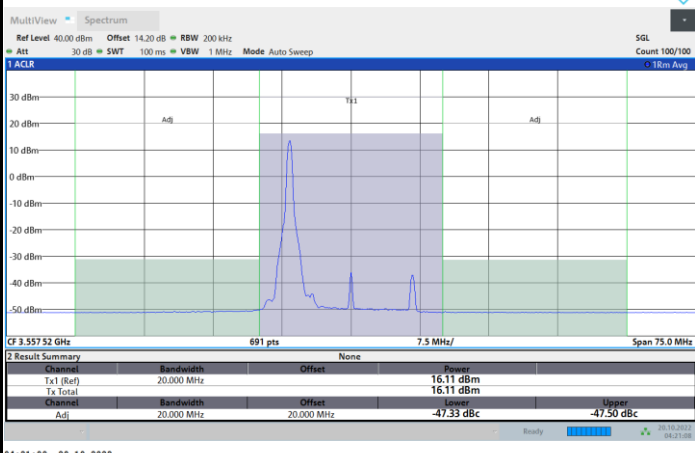 MultiView Spectrum
Ref Level 40.00 dBm Offset 14.20 dB RBW 200 kHz SGL
Att 30 dB SWT 100 ms VBW 1 MHz Mode Auto Sweep Count 100/100
1 ACLR 1Rm Avg
30 dBm
Tx1
20 dBm
Adj Adj
10 dBm
0 dBm
-10 dBm
-20 dBm
-30 dBm
-40 dBm
-50 dBm
CF 3.557 52 GHz 691 pts 7.5 MHz/ Span 75.0 MHz
2 Result Summary None
Channel Bandwidth Offset Power
Tx1 (Ref) 20.000 MHz 16.11 dBm
Tx Total 16.11 dBm
Channel Bandwidth Offset Lower Upper
Adj 20.000 MHz 20.000 MHz -47.33 dBc -47.50 dBc
Ready 20.10.2022
04:21:08